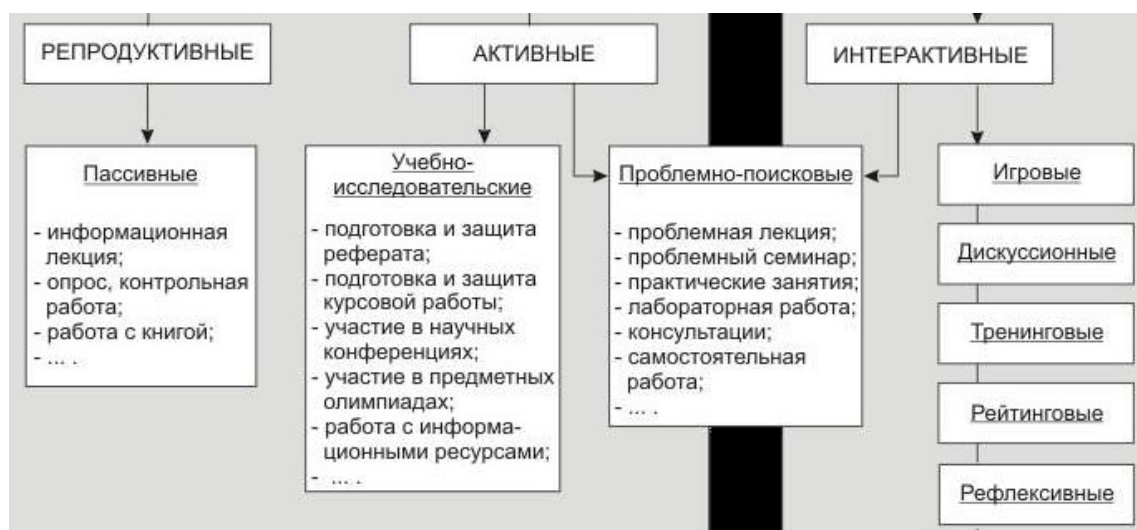 РЕПРОДУКТИВНЫЕ
АКТИВНЫЕ
ИНТЕРАКТИВНЫЕ
Пассивные
- информационная
лекция;
- опрос, контрольная
работа;
- работа с книгой;
- ... .
Учебно-
исследовательские
- подготовка и защита
реферата;
- подготовка и защита
курсовой работы;
- участие в научных
конференциях;
- участие в предметных
олимпиадах;
- работа с информа-
ционными ресурсами;
- ... .
Проблемно-поисковые
- проблемная лекция;
- проблемный семинар;
- практические занятия;
- лабораторная работа;
- консультации;
- самостоятельная
работа;
- ... .
Игровые
Дискуссионные
Тренинговые
Рейтинговые
Рефлексивные